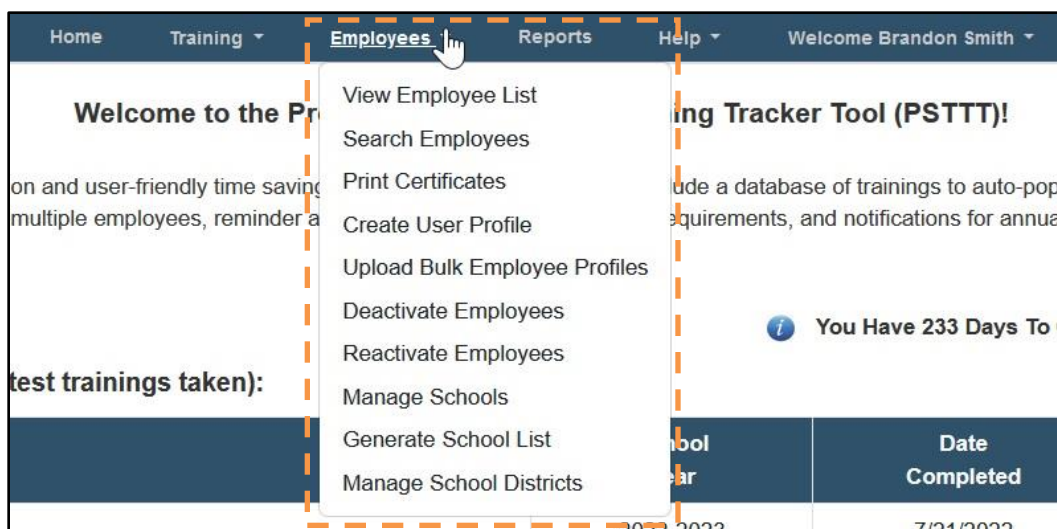 Home Training Employees Reports Help Welcome Brandon Smith
View Employee List
Welcome to the Pr ing Tracker Tool (PSTTT)!
Search Employees
on and user-friendly time saving Print Certificates lude a database of trainings to auto-pop
multiple employees, reminder a Create User Profile equirements, and notifications for annua
Upload Bulk Employee Profiles
Deactivate Employees
You Have 233 Days To
Reactivate Employees
test trainings taken):
Manage Schools
Generate School List
Date
Completed
Manage School Districts
7/21/2022